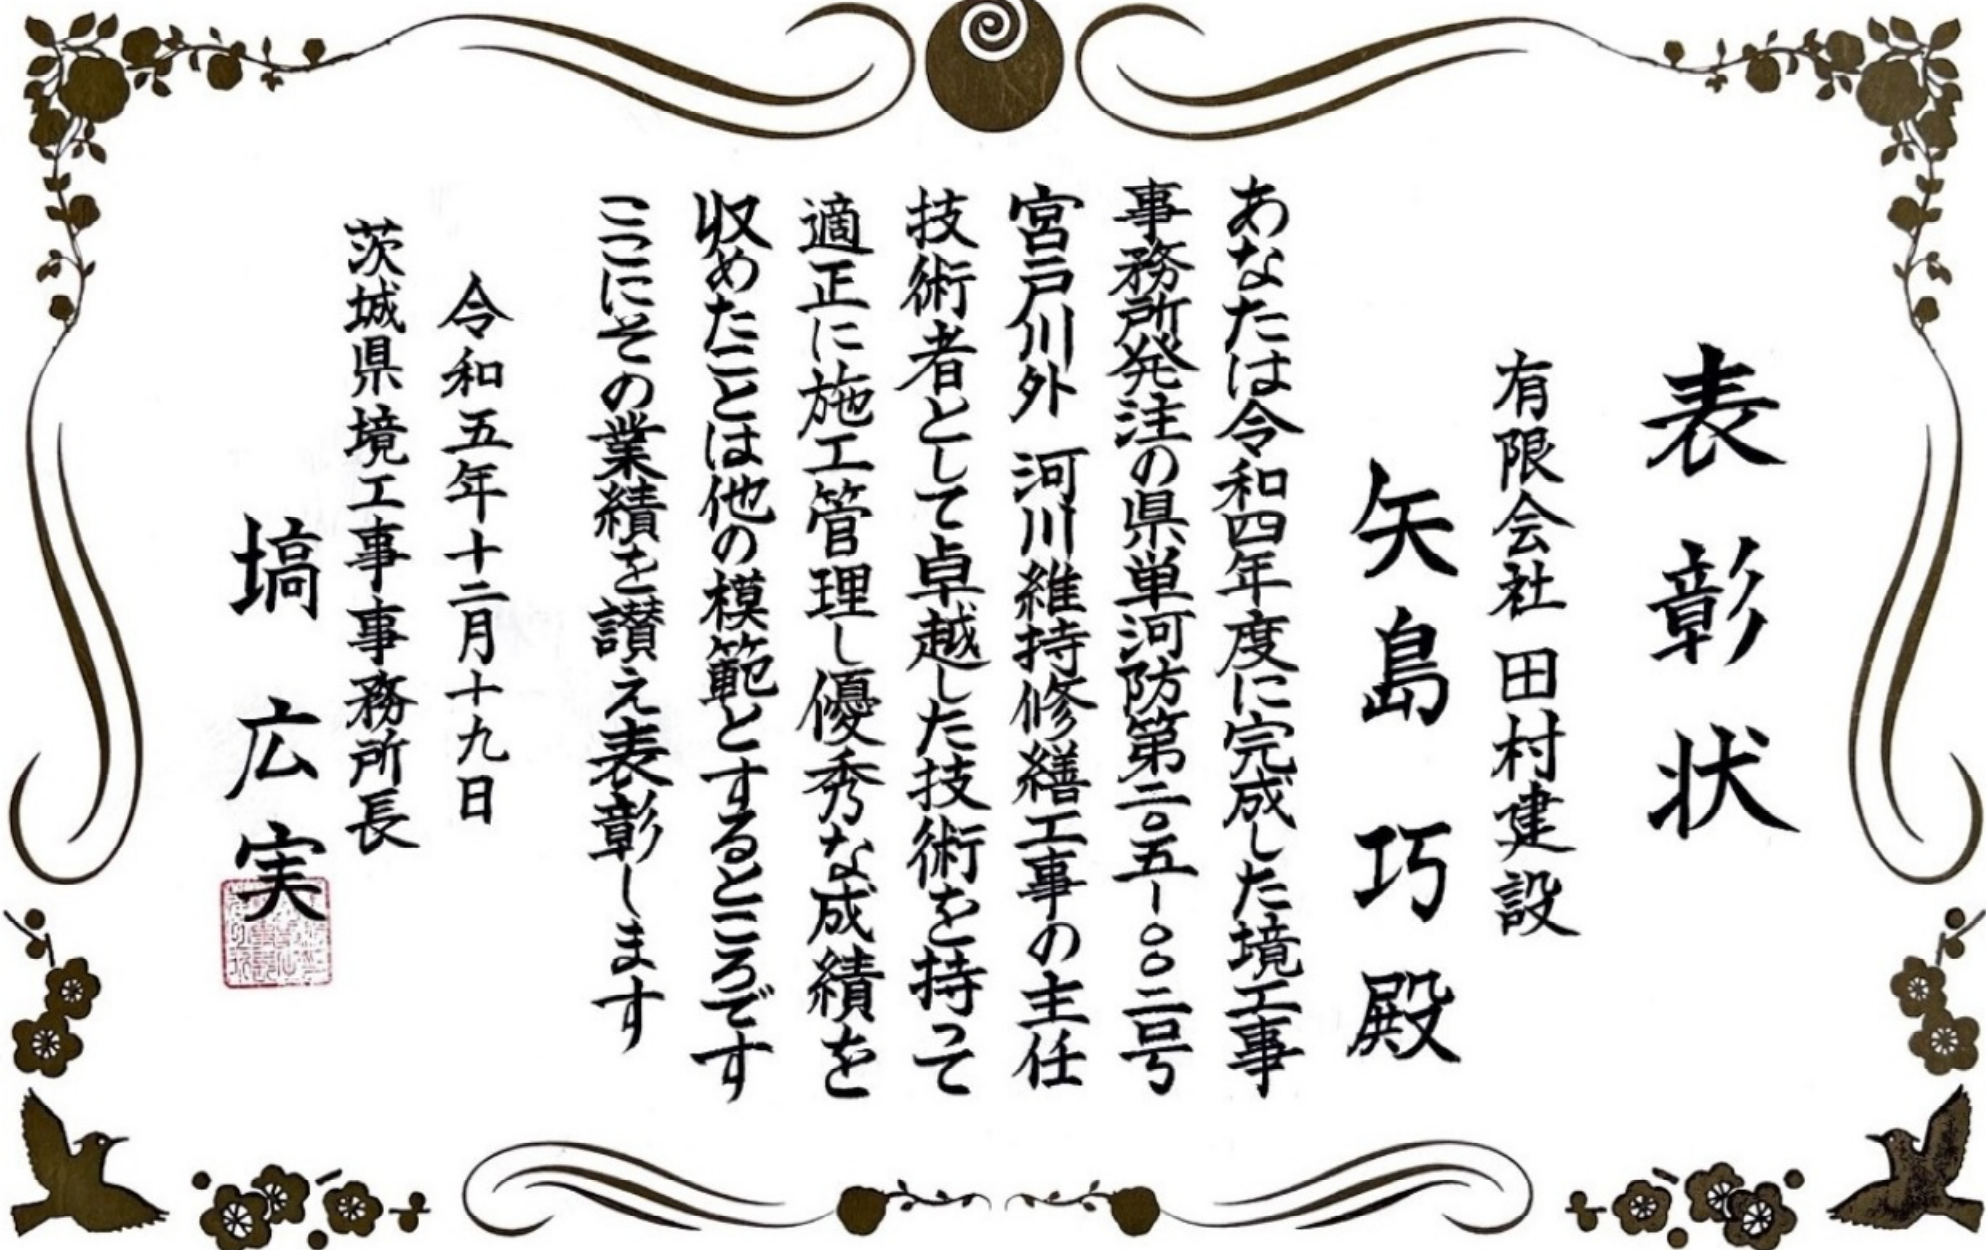 表彰状
有限会社 田村建設
矢島 巧 殿
あなたは令和四年度に完成した境工事
事務所発注の県単河防第二〇五ー〇〇二号
宮戸川外 河川維持修繕工事の主任
技術者として卓越した技術を持って
適正に施工管理し優秀な成績を
収めたことは他の模範とするところです
ここにその業績を讃え表彰します
令和五年十二月十九日
茨城県境工事事務所長
塙 広実